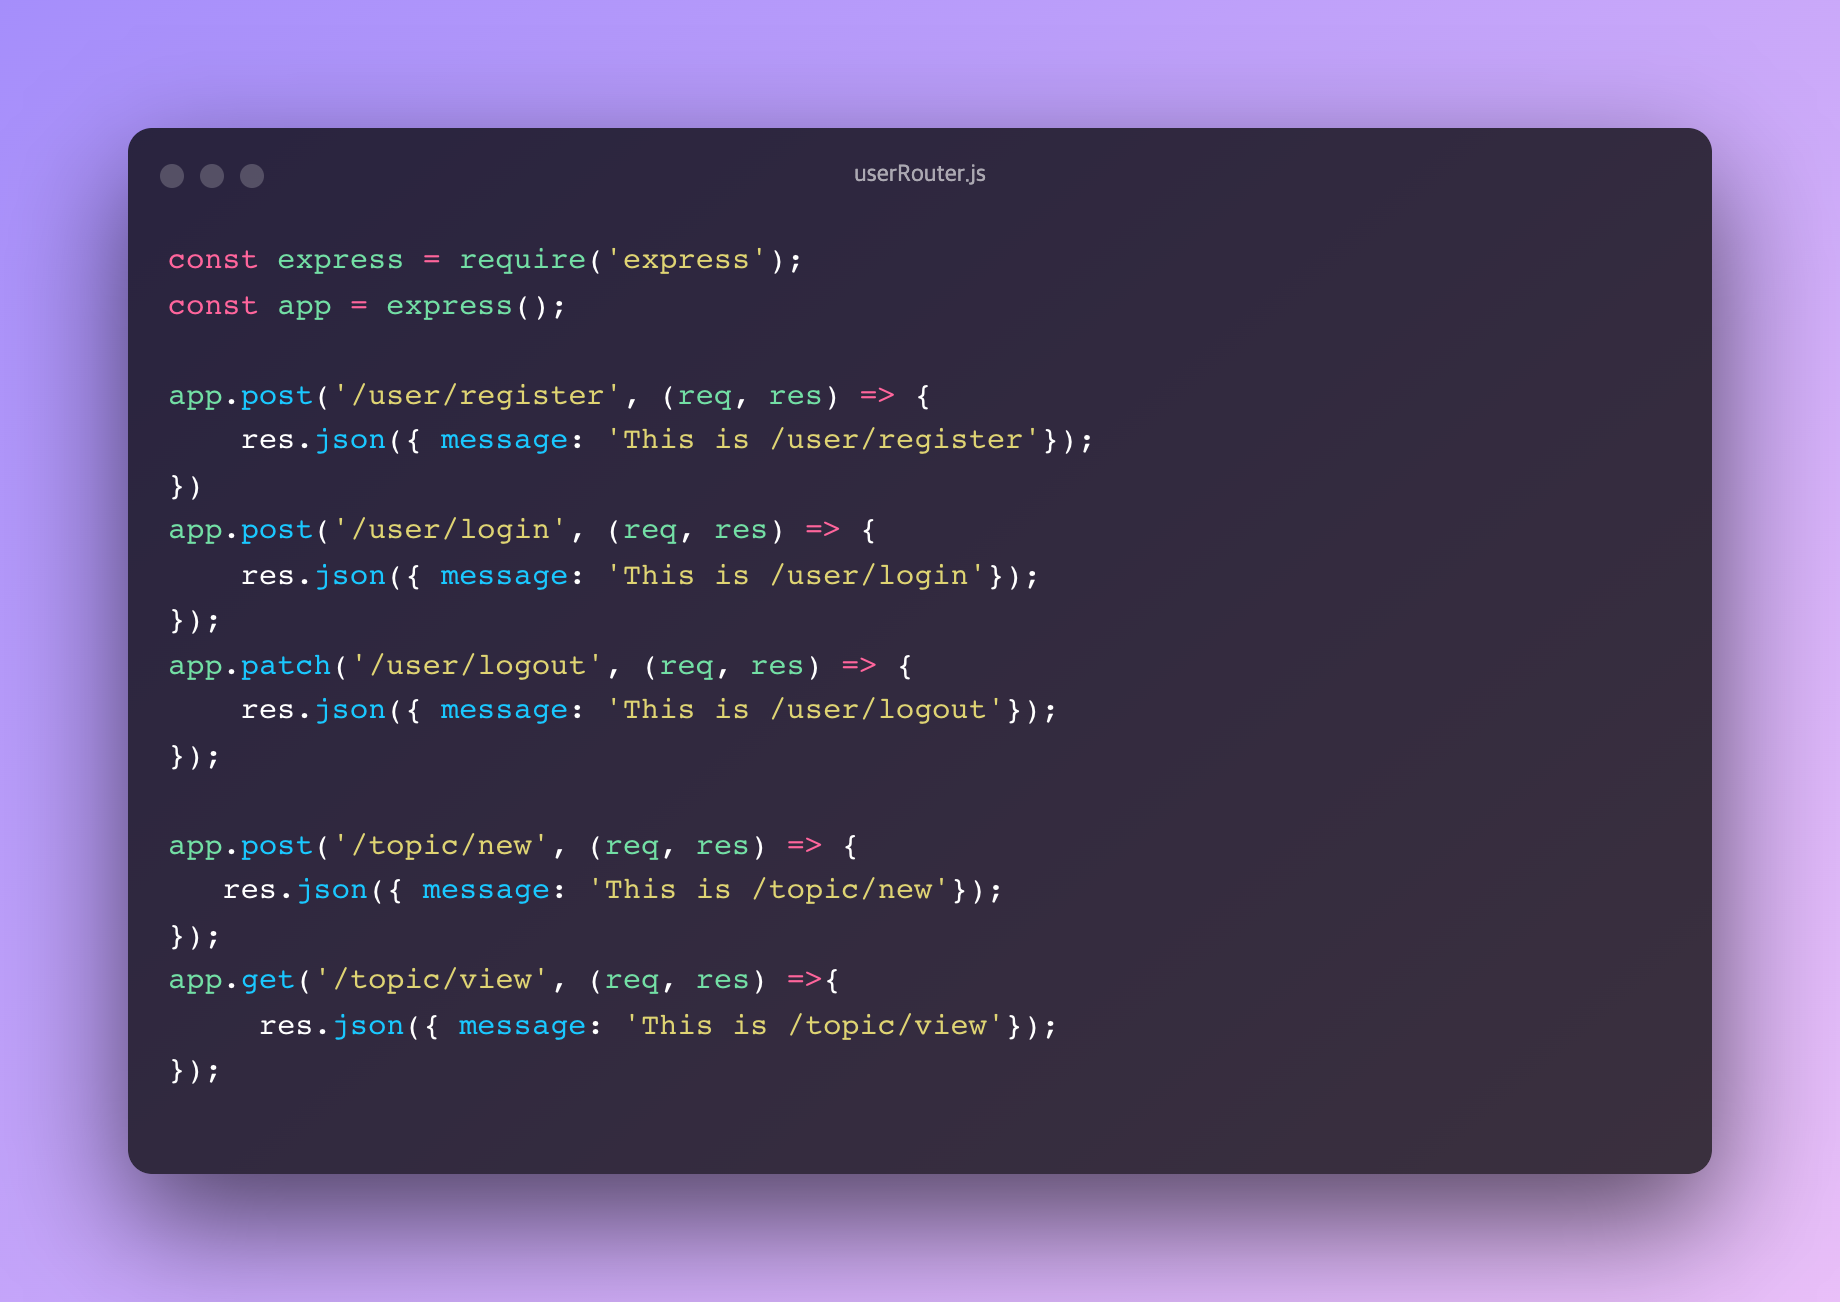 userRouter.js
const express = require('express');
const app = express();
app.post('/user/register', (req, res) => {
    res.json({ message: 'This is /user/register'});
})
app.post('/user/login', (req, res) => {
    res.json({ message: 'This is /user/login'});
});
app.patch('/user/logout', (req, res) => {
    res.json({ message: 'This is /user/logout'});
});
app.post('/topic/new', (req, res) => {
   res.json({ message: 'This is /topic/new'});
});
app.get('/topic/view', (req, res) =>{
     res.json({ message: 'This is /topic/view'});
});